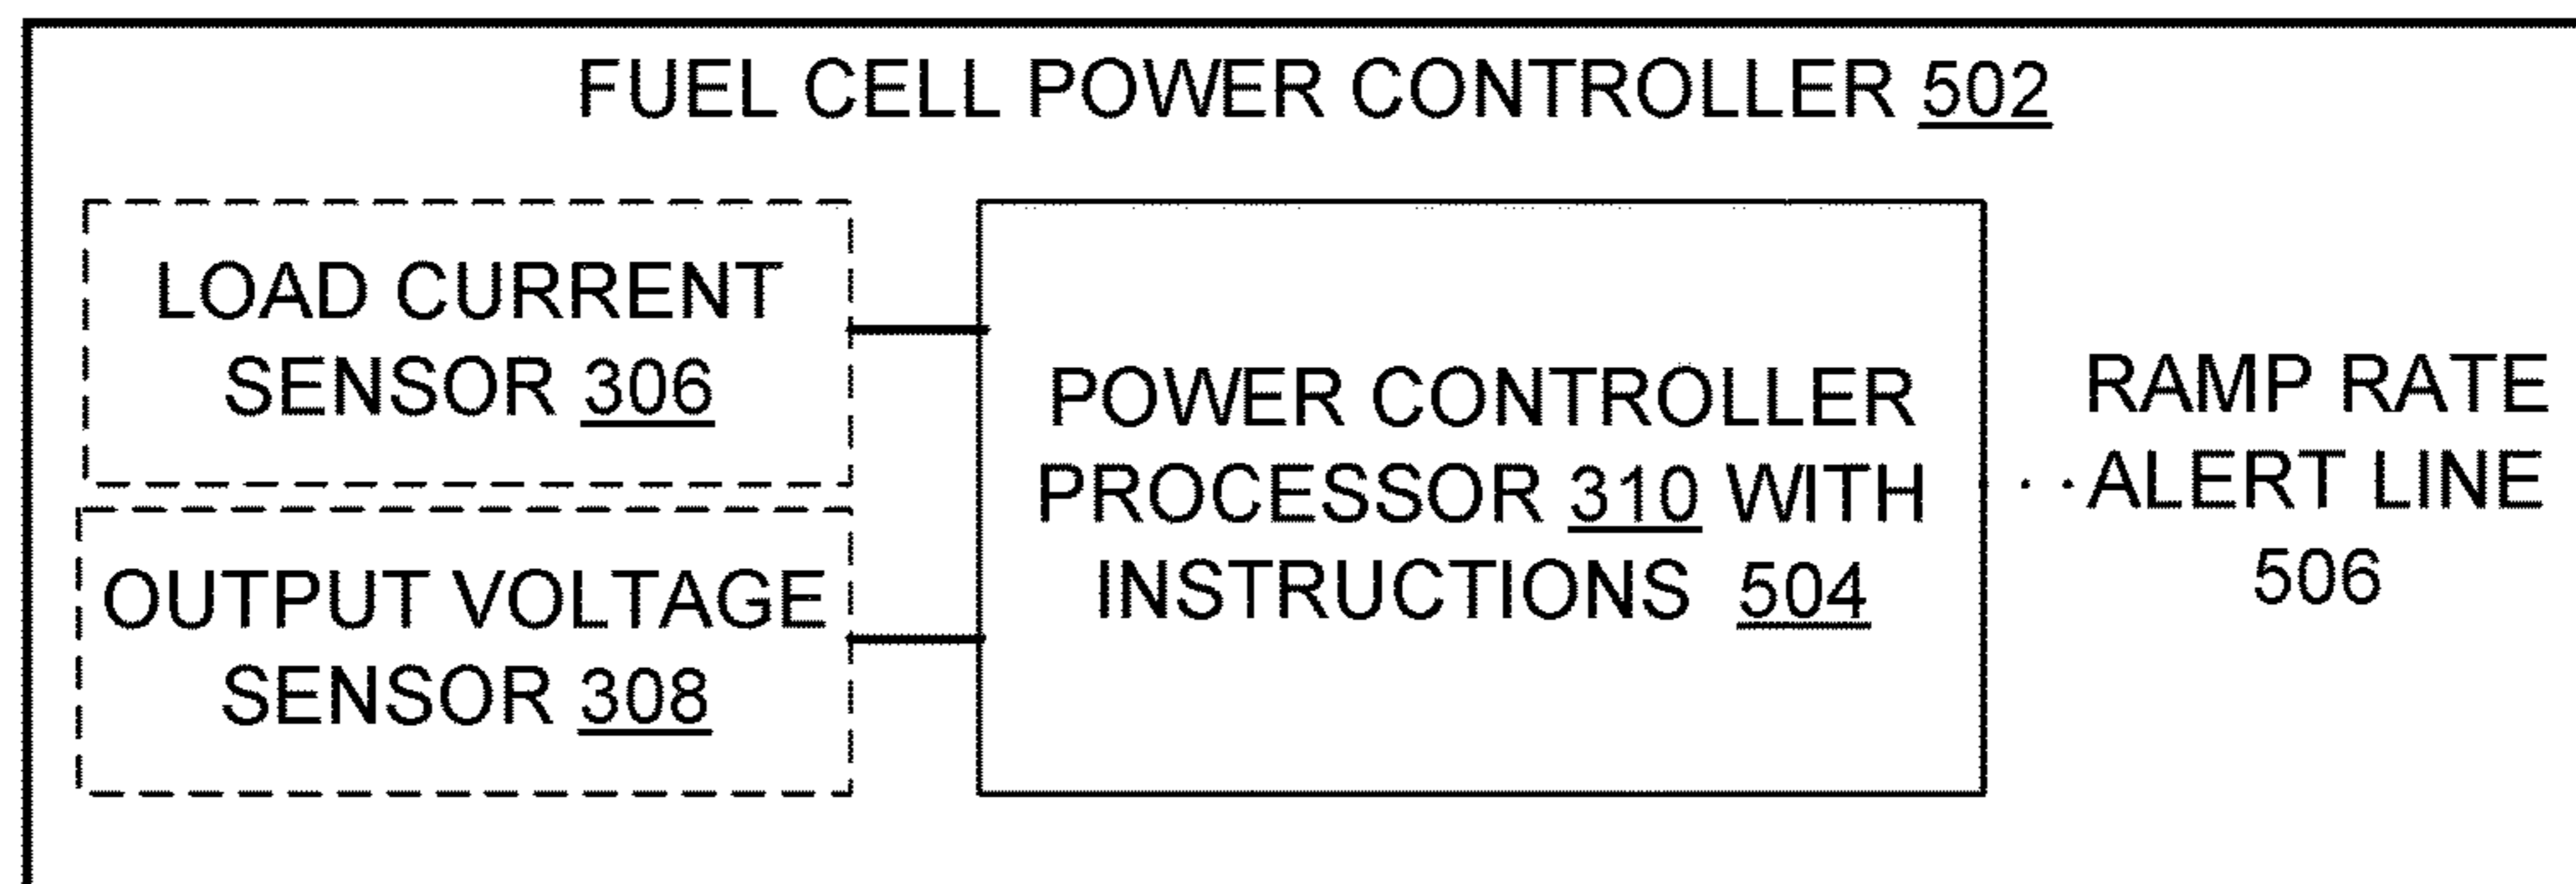 FUEL CELL POWER CONTROLLER 502
LOAD CURRENT
SENSOR 306
OUTPUT VOLTAGE
SENSOR 308
POWER CONTROLLER
PROCESSOR 310 WITH
INSTRUCTIONS 504
RAMP RATE
ALERT LINE
506